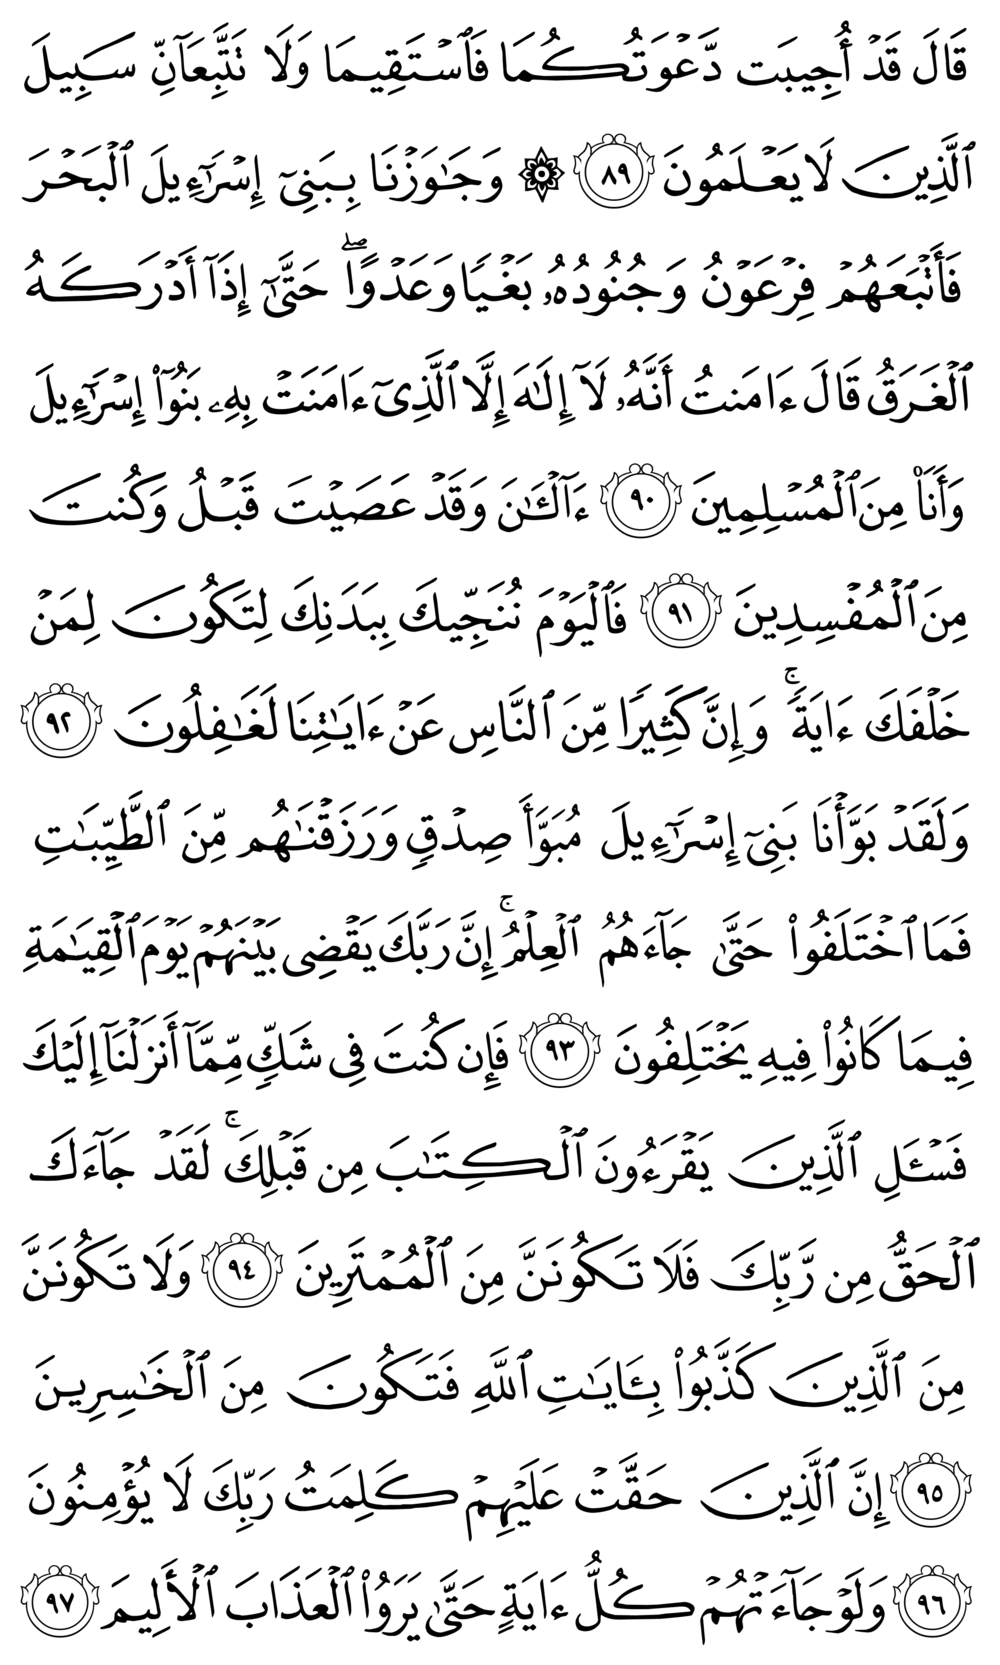 قَالَ قَدۡ أُجِيبَت دَّعۡوَتُكُمَا فَٱسۡتَقِيمَا وَلَا تَتَّبِعَآنِّ سَبِيلَ
ٱلَّذِينَ لَا يَعۡلَمُونَ ٨٩ ۞ وَجَٰوَزۡنَا بِبَنِيٓ إِسۡرَٰٓءِيلَ ٱلۡبَحۡرَ
فَأَتۡبَعَهُمۡ فِرۡعَوۡنُ وَجُنُودُهُۥ بَغۡيٗا وَعَدۡوًاۖ حَتَّىٰٓ إِذَآ أَدۡرَكَهُ
ٱلۡغَرَقُ قَالَ ءَامَنتُ أَنَّهُۥ لَآ إِلَٰهَ إِلَّا ٱلَّذِيٓ ءَامَنَتۡ بِهِۦ بَنُوٓاْ إِسۡرَٰٓءِيلَ
وَأَنَا۠ مِنَ ٱلۡمُسۡلِمِينَ ٩٠ ءَآلۡـَٰٔنَ وَقَدۡ عَصَيۡتَ قَبۡلُ وَكُنتَ
مِنَ ٱلۡمُفۡسِدِينَ ٩١ فَٱلۡيَوۡمَ نُنَجِّيكَ بِبَدَنِكَ لِتَكُونَ لِمَنۡ
خَلۡفَكَ ءَايَةٗۚ وَإِنَّ كَثِيرٗا مِّنَ ٱلنَّاسِ عَنۡ ءَايَٰتِنَا لَغَٰفِلُونَ ٩٢
وَلَقَدۡ بَوَّأۡنَا بَنِيٓ إِسۡرَٰٓءِيلَ مُبَوَّأَ صِدۡقٖ وَرَزَقۡنَٰهُم مِّنَ ٱلطَّيِّبَٰتِ
فَمَا ٱخۡتَلَفُواْ حَتَّىٰ جَآءَهُمُ ٱلۡعِلۡمُۚ إِنَّ رَبَّكَ يَقۡضِي بَيۡنَهُمۡ يَوۡمَ ٱلۡقِيَٰمَةِ
فِيمَا كَانُواْ فِيهِ يَخۡتَلِفُونَ ٩٣ فَإِن كُنتَ فِي شَكّٖ مِّمَّآ أَنزَلۡنَآ إِلَيۡكَ
فَسۡـَٔلِ ٱلَّذِينَ يَقۡرَءُونَ ٱلۡكِتَٰبَ مِن قَبۡلِكَۚ لَقَدۡ جَآءَكَ
ٱلۡحَقُّ مِن رَّبِّكَ فَلَا تَكُونَنَّ مِنَ ٱلۡمُمۡتَرِينَ ٩٤ وَلَا تَكُونَنَّ
مِنَ ٱلَّذِينَ كَذَّبُواْ بِـَٔايَٰتِ ٱللَّهِ فَتَكُونَ مِنَ ٱلۡخَٰسِرِينَ
٩٥ إِنَّ ٱلَّذِينَ حَقَّتۡ عَلَيۡهِمۡ كَلِمَتُ رَبِّكَ لَا يُؤۡمِنُونَ
٩٦ وَلَوۡ جَآءَتۡهُمۡ كُلُّ ءَايَةٍ حَتَّىٰ يَرَوُاْ ٱلۡعَذَابَ ٱلۡأَلِيمَ ٩٧